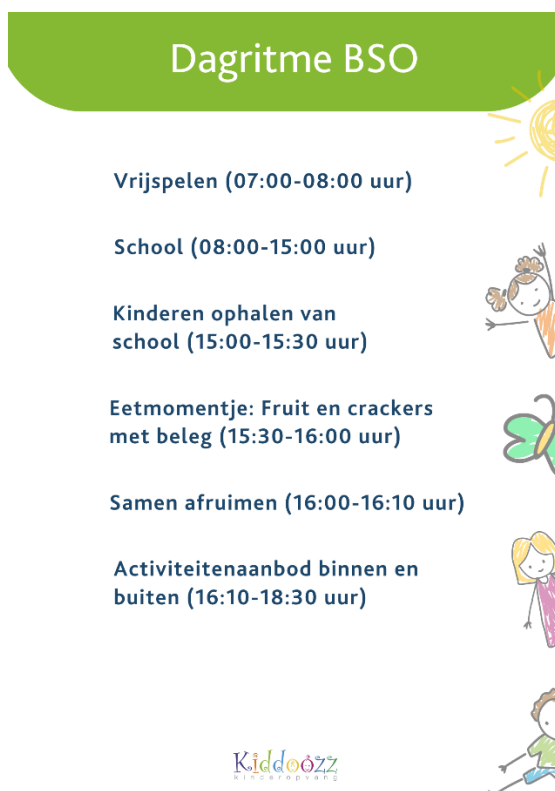 Dagritme BSO
Vrijspelen (07:00-08:00 uur)
School (08:00-15:00 uur)
Kinderen ophalen van
school (15:00-15:30 uur)
Eetmomentje: Fruit en crackers
met beleg (15:30-16:00 uur)
Samen afruimen (16:00-16:10 uur)
Activiteitenaanbod binnen en
buiten (16:10-18:30 uur)
Kiddoozz
kinderopvang